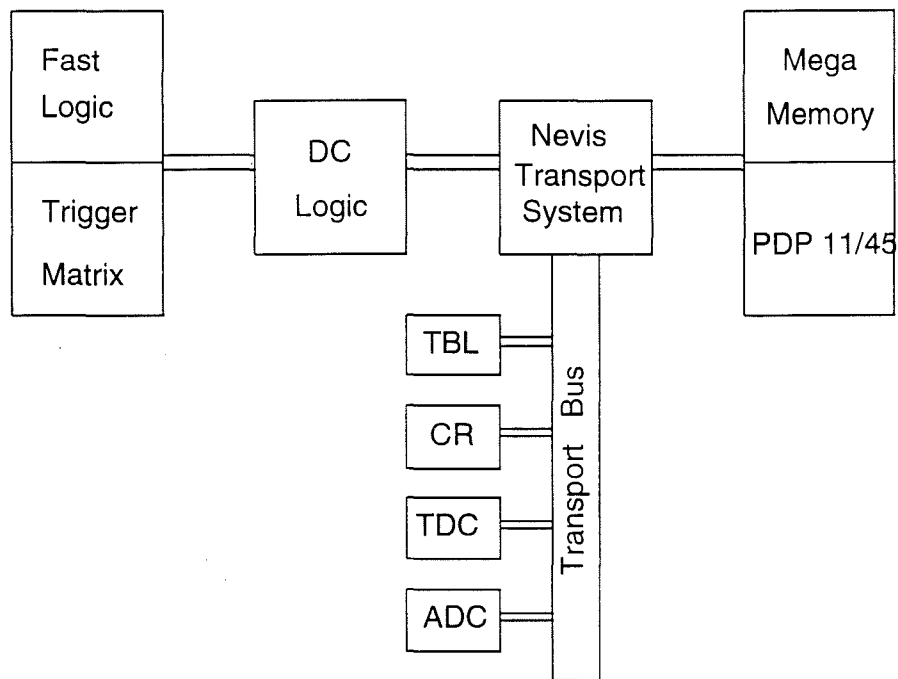 Fast
Logic
Trigger
Matrix
DC
Logic
Nevis
Transport
System
Mega
Memory
PDP 11/45
TBL
CR
TDC
ADC
Transport Bus